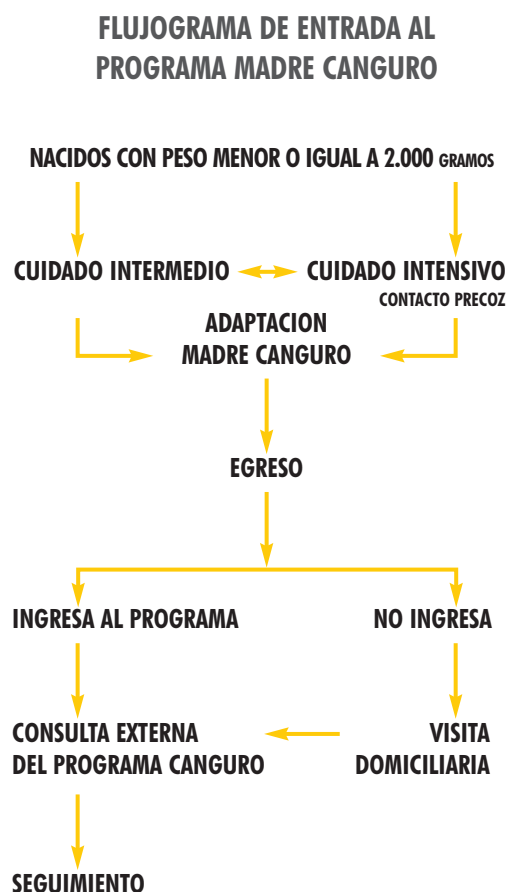 FLUJOGRAMA DE ENTRADA AL
PROGRAMA MADRE CANGURO
NACIDOS CON PESO MENOR O IGUAL A 2.000 GRAMOS
CUIDADO INTERMEDIO
CUIDADO INTENSIVO
CONTACTO PRECOZ
ADAPTACION
MADRE CANGURO
EGRESO
INGRESA AL PROGRAMA
NO INGRESA
CONSULTA EXTERNA
DEL PROGRAMA CANGURO
VISITA
DOMICILIARIA
SEGUIMIENTO